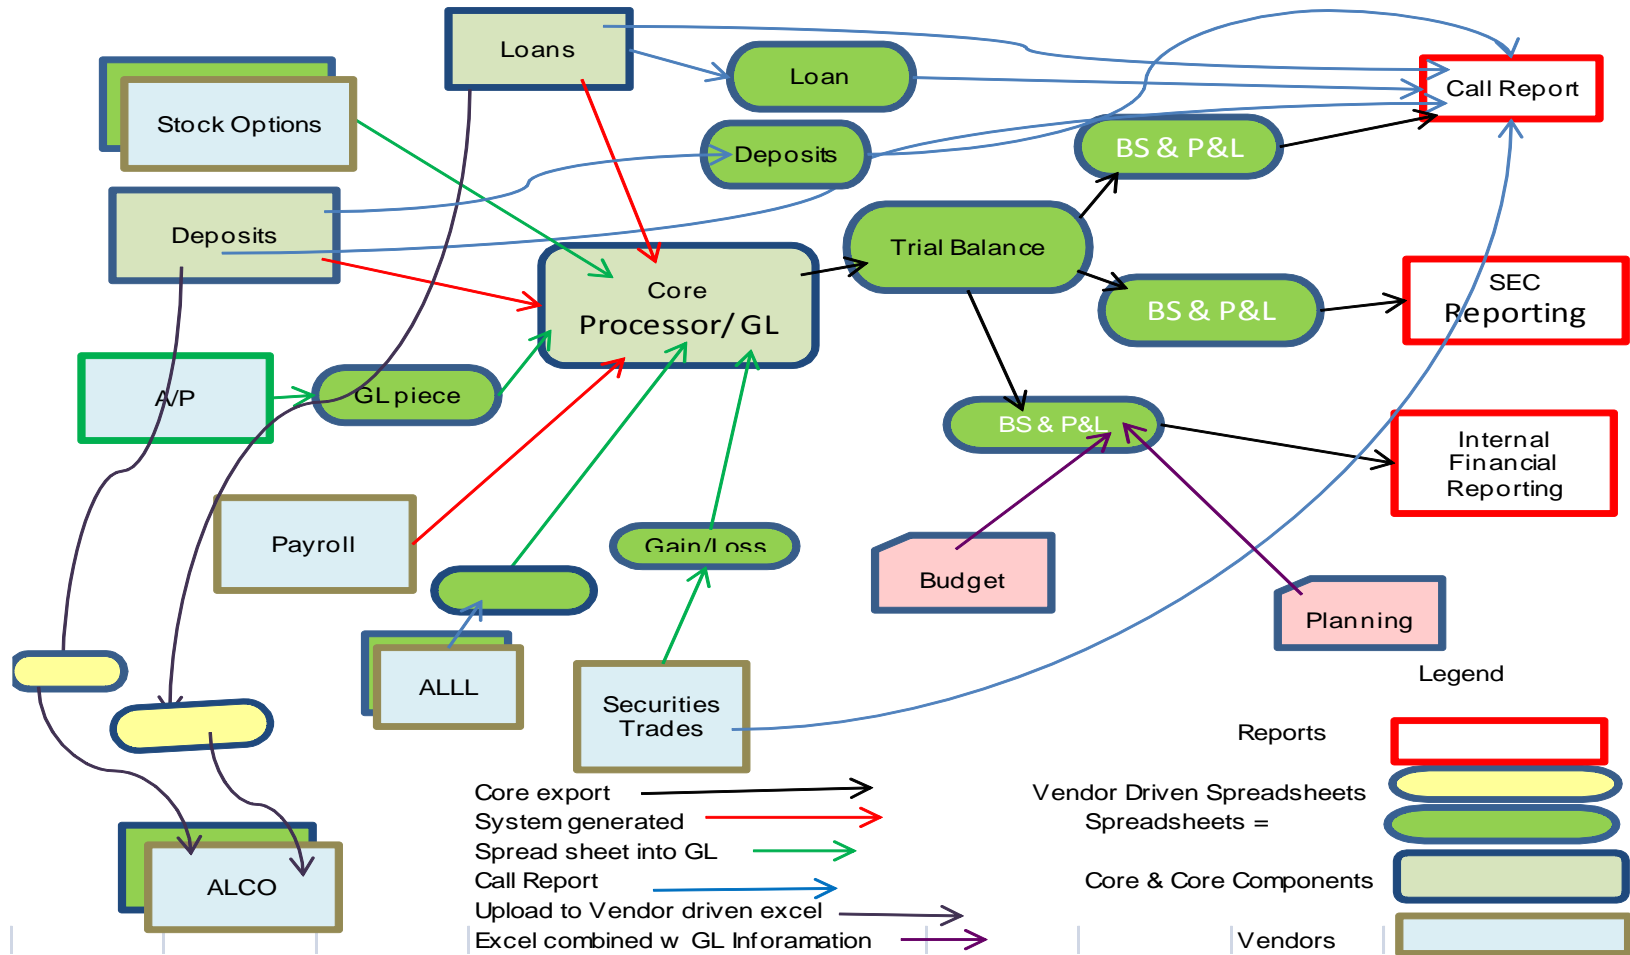 Loans
Loan
Call Report
Stock Options
Deposits
BS & P&L
Deposits
Trial Balance
Core
Processor/ GL
BS & P&L
SEC
Reporting
A/P
GL piece
BS & P&L
Internal
Financial
Reporting
Payroll
Gain/Loss
Budget
Planning
ALLL
Securities
Trades
Legend
Reports
Core export
Vendor Driven Spreadsheets
System generated
Spreadsheets =
Spread sheet into GL
Call Report
Core & Core Components
ALCO
Upload to Vendor driven excel
Excel combined w GL Inforamation
Vendors